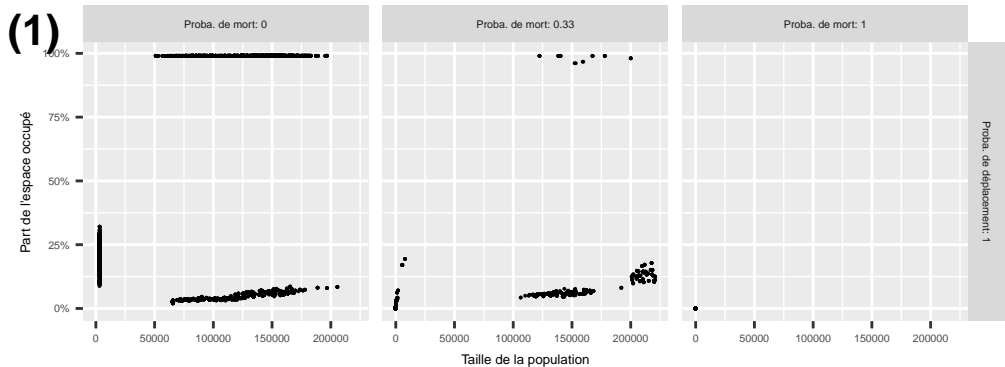 (1)
Proba. de mort: 0
Proba. de mort: 0.33
Proba. de mort: 1
100%
75%
50%
25%
0%
Part de l'espace occupé
Proba. de déplacement: 1
0 50000 100000 150000 200000
0 50000 100000 150000 200000
0 50000 100000 150000 200000
Taille de la population